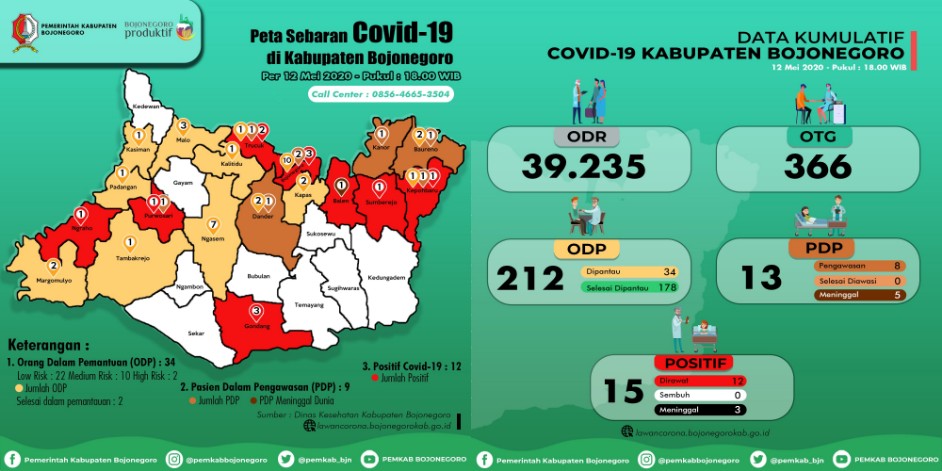 PEMERINTAH KABUPATEN
BOJONEGORO
BOJONEGORO
produktif
Peta Sebaran Covid-19
di Kabupaten Bojonegoro
Per 12 Mei 2020 - Pukul : 18.00 WIB
Call Center : 0856-4665-3504
Kedewan
1
Kasiman
3
Malo
1 1 2
Trucuk
1 2
Kalitidu
10 2 3
1
Kanor
2 1
Baureno
1 1 1
Kepohbaru
1
Padangan
Gayam
1 1
Purwosari
2 1
Dander
2
Kapas
1
Balen
1
Sumberejo
1
Ngraho
7
Ngasem
Sukosewu
1
Tambakrejo
2
Margomulyo
Bubulan
Ngambon
Temayang
Sugihwaras
Kedungadem
Sekar
3
Gondang
Keterangan :
1. Orang Dalam Pemantuan (ODP) : 34
Low Risk : 22 Medium Risk : 10 High Risk : 2
Jumlah ODP
Selesai dalam pemantauan : 2
2. Pasion Dalam Pengawasan (PDP) : 9
Jumlah PDP PDP Meninggal Dunia
3. Positif Covid-19 : 12
Jumlah Positif
Sumber : Dinas Kesehatan Kabupaten Bojonegoro
lawancorona.bojonegorokab.go.id
Pemerintah Kabupaten Bojonegoro @pemkabbojonegoro @pemkab_bjn PEMKAB BOJONEGORO
DATA KUMULATIF
COVID-19 KABUPATEN BOJONEGORO
12 Mei 2020 - Pukul : 18.00 WIB
ODR
39.235
OTG
366
ODP
212
Dipantau 34
Selesai Dipantau 178
PDP
13
Pengawasan 8
Selesai Diawasi 0
Meninggal 5
POSITIF
15
Dirawat 12
Sembuh 0
Meninggal 3
lawancorona.bojonegorokab.go.id
Pemerintah Kabupaten Bojonegoro @pemkabbojonegoro @pemkab_bjn PEMKAB BOJONEGORO